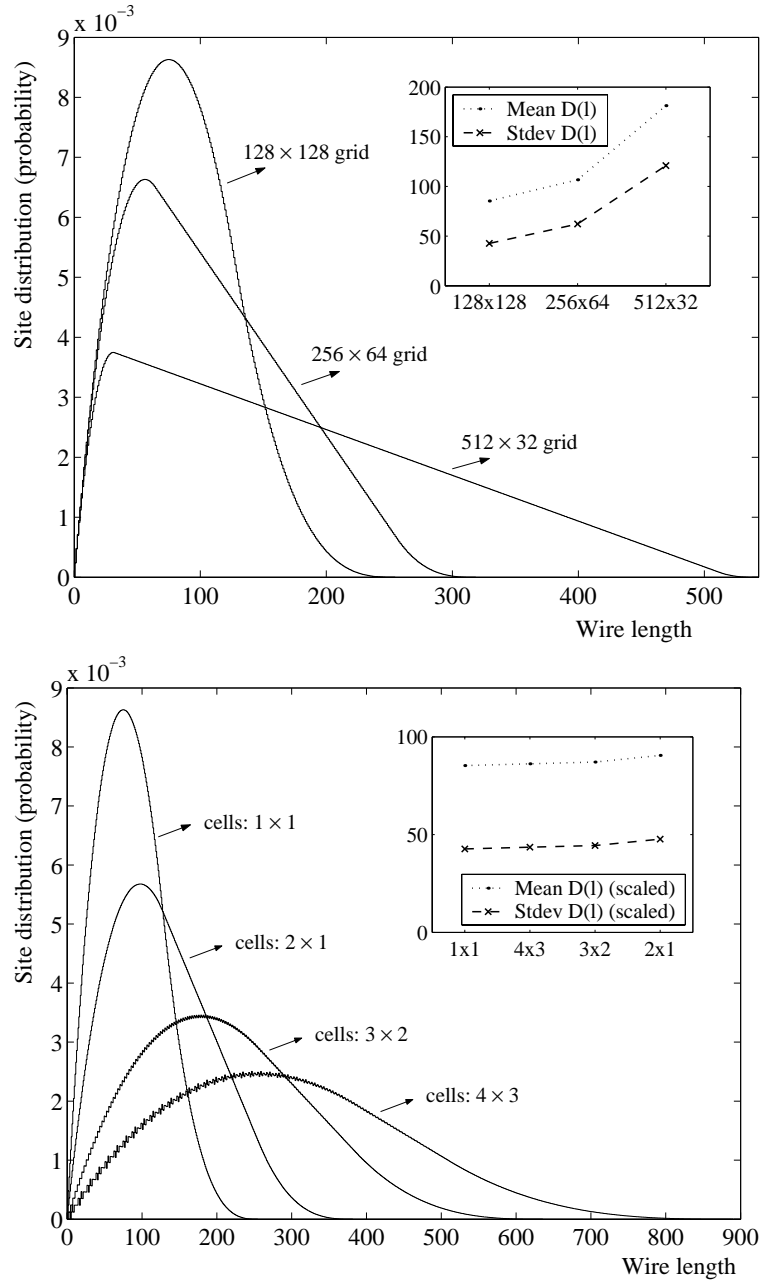 x 10⁻³
9
8
7
6
5
4
3
2
1
0
Site distribution (probability)
128 × 128 grid
256 × 64 grid
512 × 32 grid
200
150
100
50
0
Mean D(l)
Stdev D(l)
128x128 256x64 512x32
0 100 200 300 400 500
Wire length
x 10⁻³
9
8
7
6
5
4
3
2
1
0
Site distribution (probability)
cells: 1 × 1
cells: 2 × 1
cells: 3 × 2
cells: 4 × 3
100
50
0
Mean D(l) (scaled)
Stdev D(l) (scaled)
1x1 4x3 3x2 2x1
0 100 200 300 400 500 600 700 800 900
Wire length